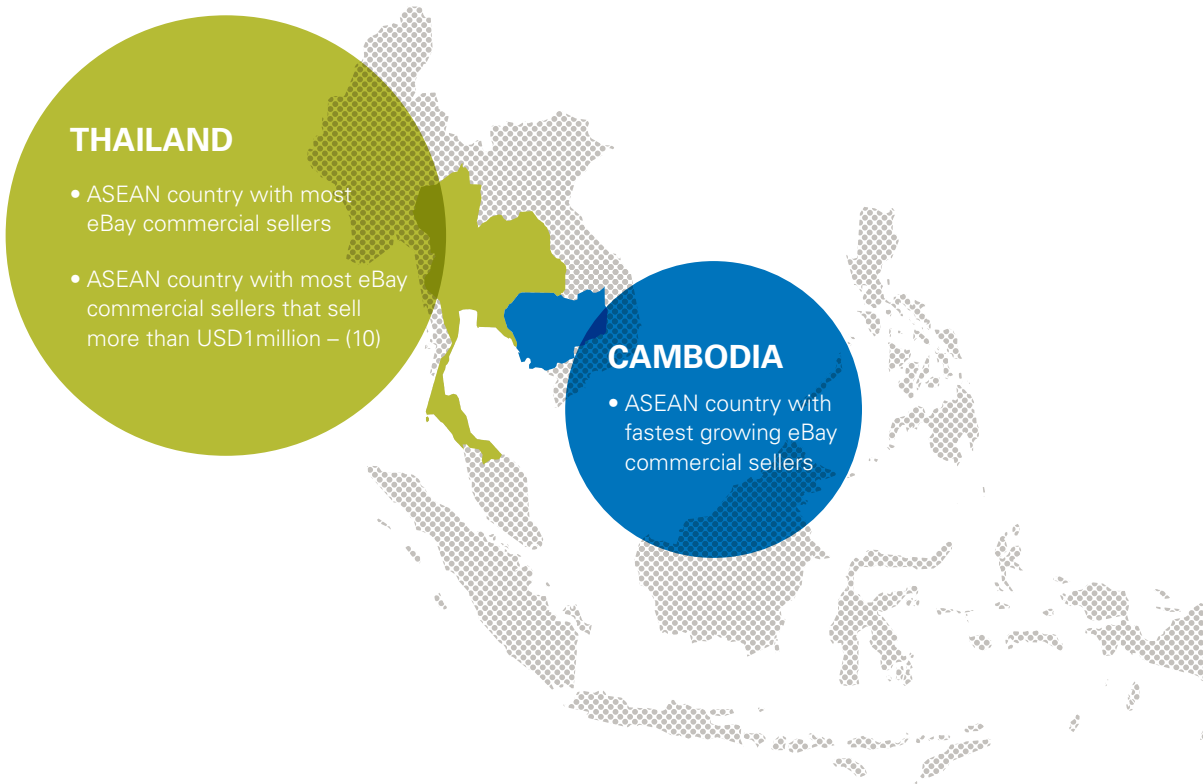 THAILAND
• ASEAN country with most
eBay commercial sellers
• ASEAN country with most eBay
commercial sellers that sell
more than USD1million – (10)
CAMBODIA
• ASEAN country with
fastest growing eBay
commercial sellers